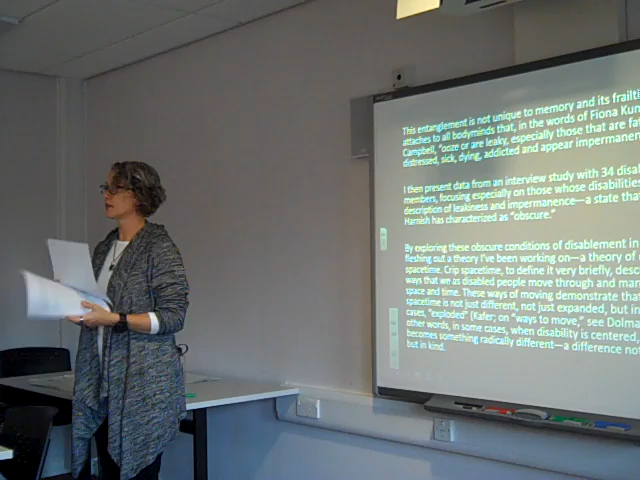 This entanglement is not unique to memory and its frailti
attaches to all bodyminds that, in the words of Fiona Kum
Campbell, "ooze or are leaky, especially those that are fat
distressed, sick, dying, addicted and appear impermanen
I then present data from an interview study with 34 disa
members, focusing especially on those whose disabilities
description of leakiness and impermanence—a state that
Harnish has characterized as "obscure."
By exploring these obscure conditions of disablement in
fleshing out a theory I've been working on—a theory of
spacetime. Crip spacetime, to define it very briefly, desc
ways that we as disabled people move through and man
space and time. These ways of moving demonstrate tha
spacetime is not just different, not just expanded, but in
cases, "exploded" (Kafer; on "ways to move," see Dolma
other words, in some cases, when disability is centered,
becomes something radically different—a difference no
but in kind.